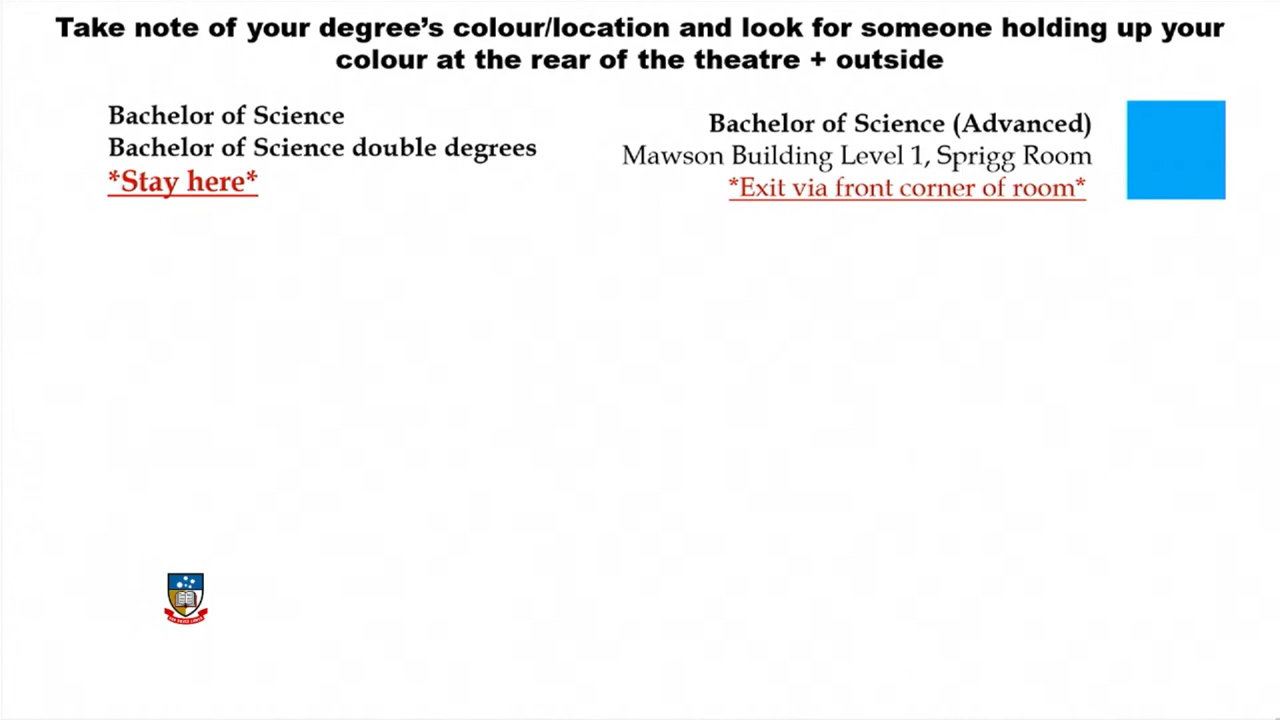 Take note of your degree’s colour/location and look for someone holding up your
colour at the rear of the theatre + outside
Bachelor of Science
Bachelor of Science double degrees
*Stay here*
Bachelor of Science (Advanced)
Mawson Building Level 1, Sprigg Room
*Exit via front corner of room*